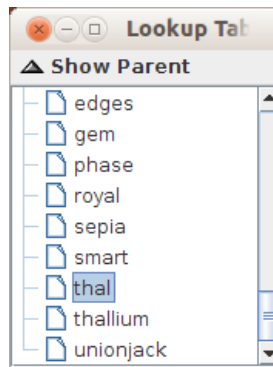 Lookup Tab
Show Parent
edges
gem
phase
royal
sepia
smart
thal
thallium
unionjack